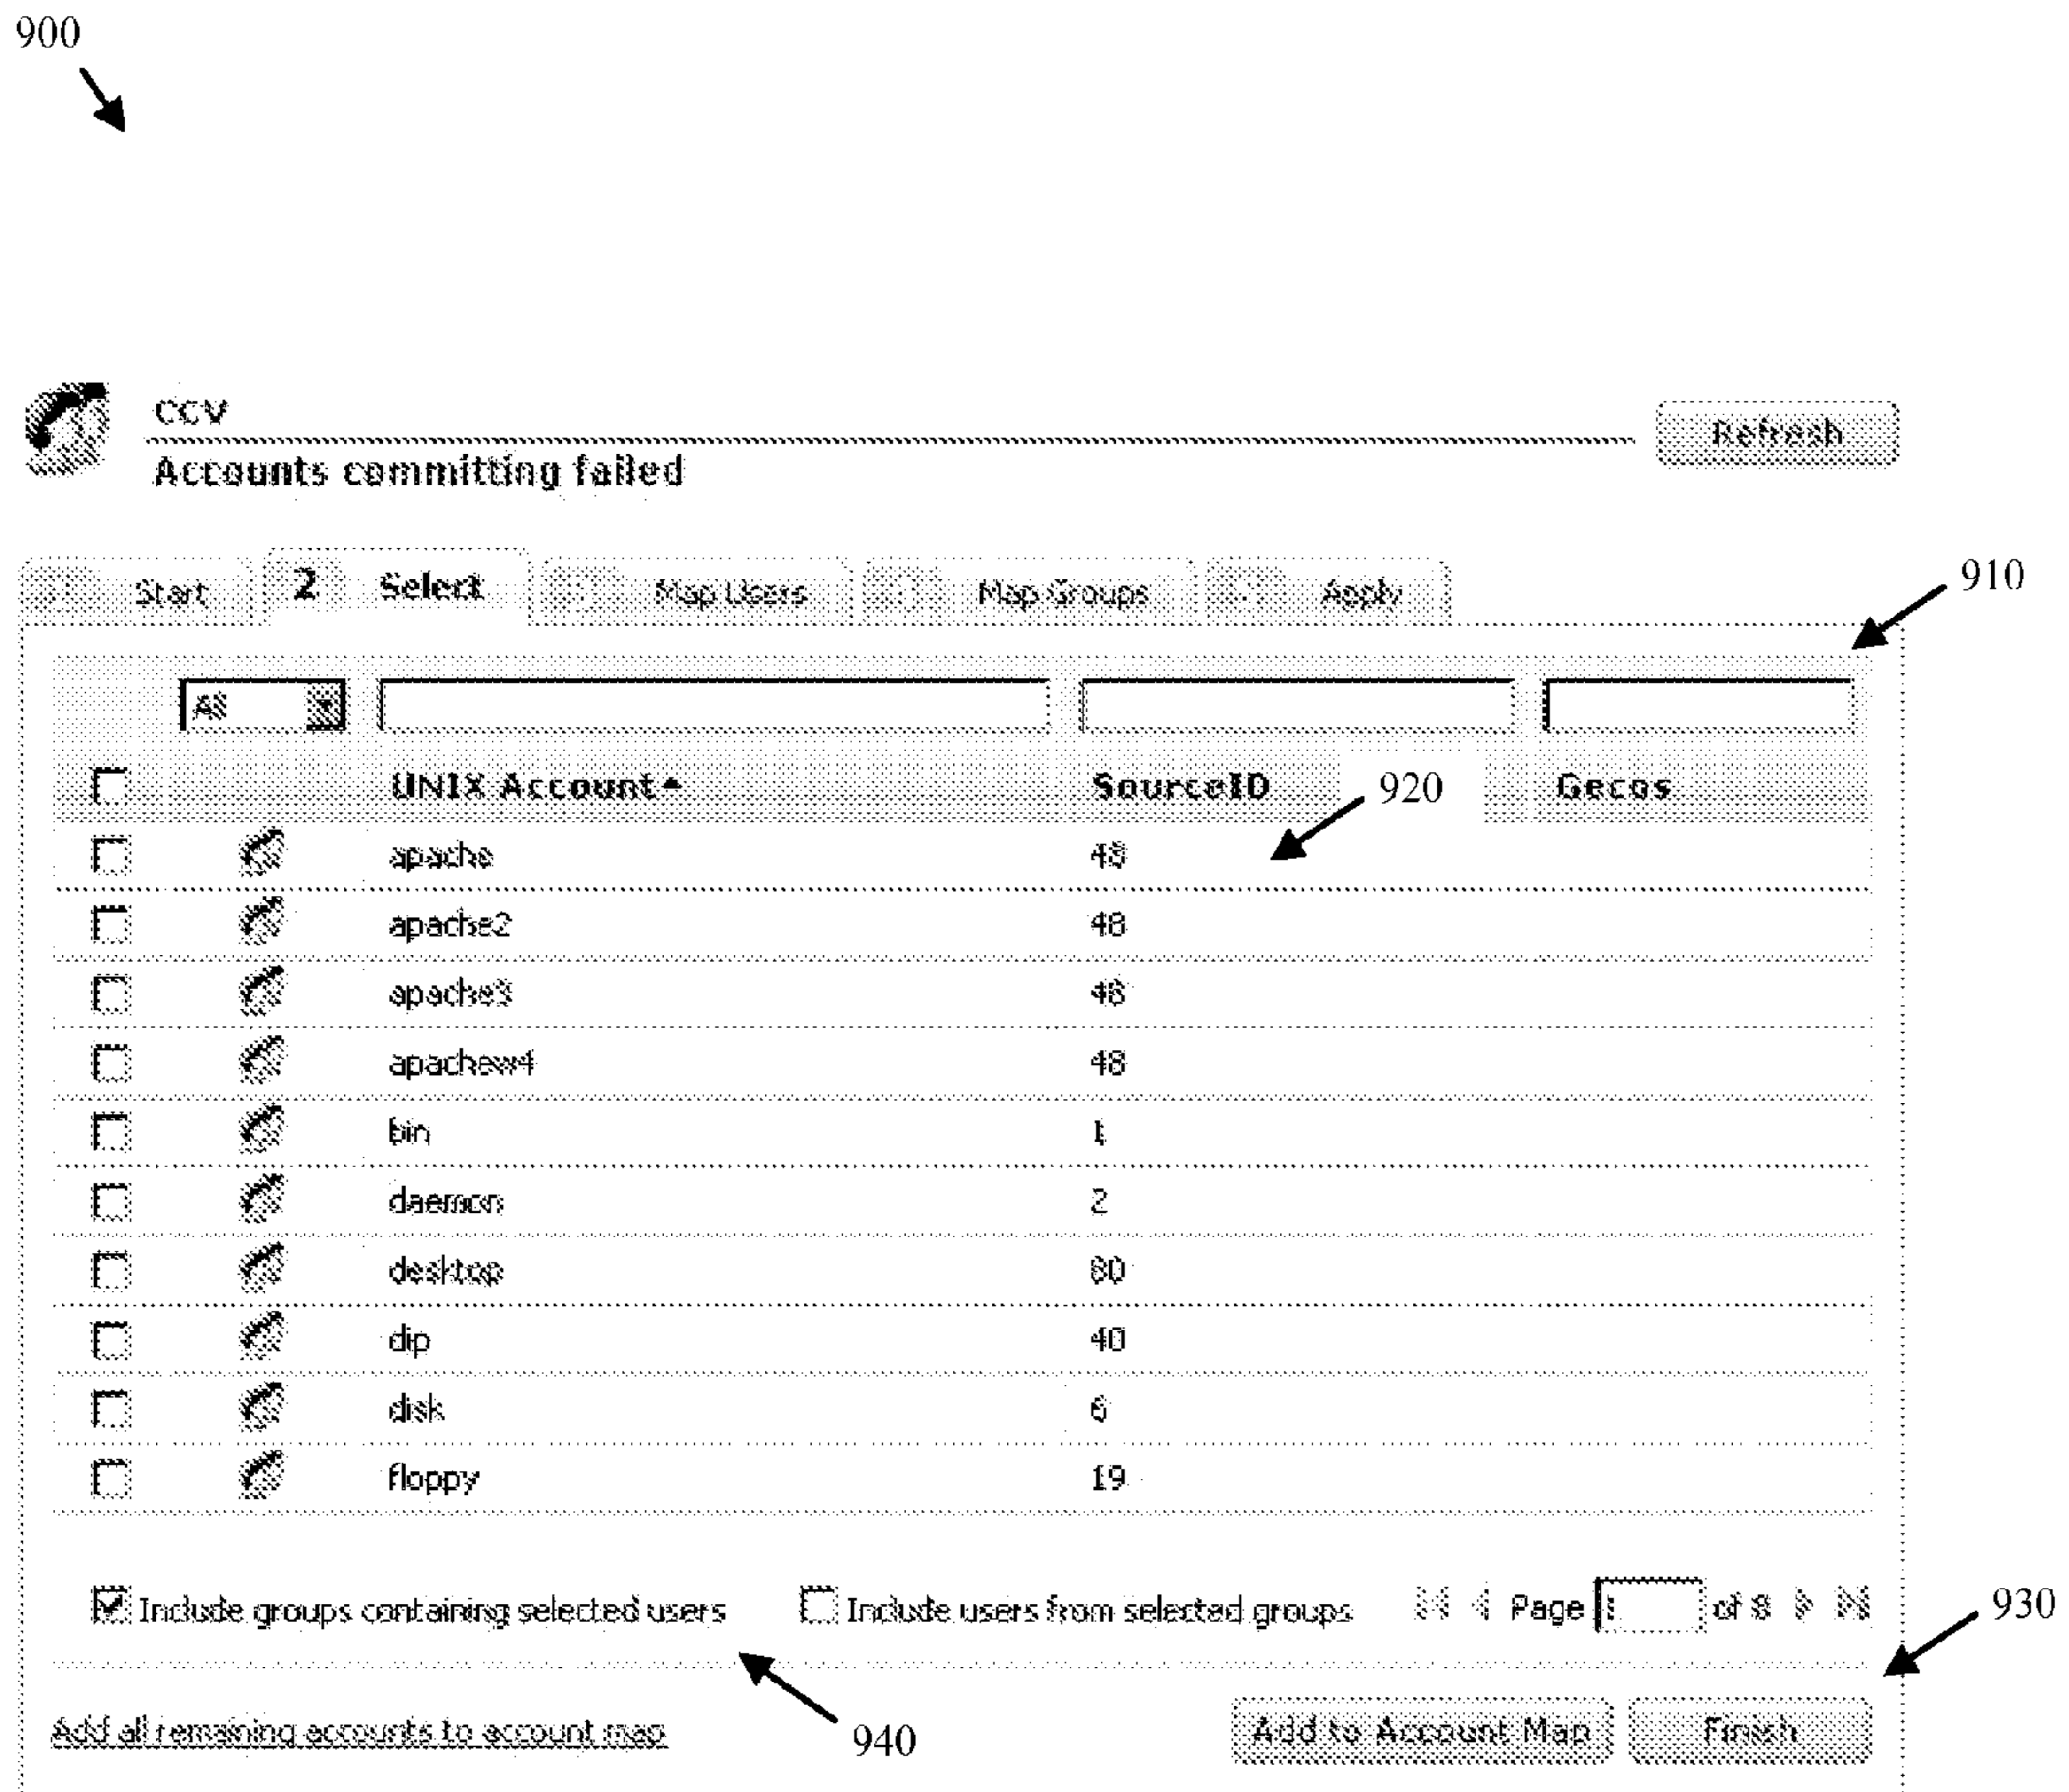 900
CCV
Refresh
Accounts committing failed
Start 2 Select Map Users Map Groups Apply
910
All
UNIX Account SourceID 920 Gecos
apache 48
apache2 48
apache3 48
apachew4 48
bin 1
daemon 2
desktop 80
dip 40
disk 6
floppy 19
Include groups containing selected users Include users from selected groups Page 1 of 8
930
Add all remaining accounts to account map 940 Add to Account Map Finish